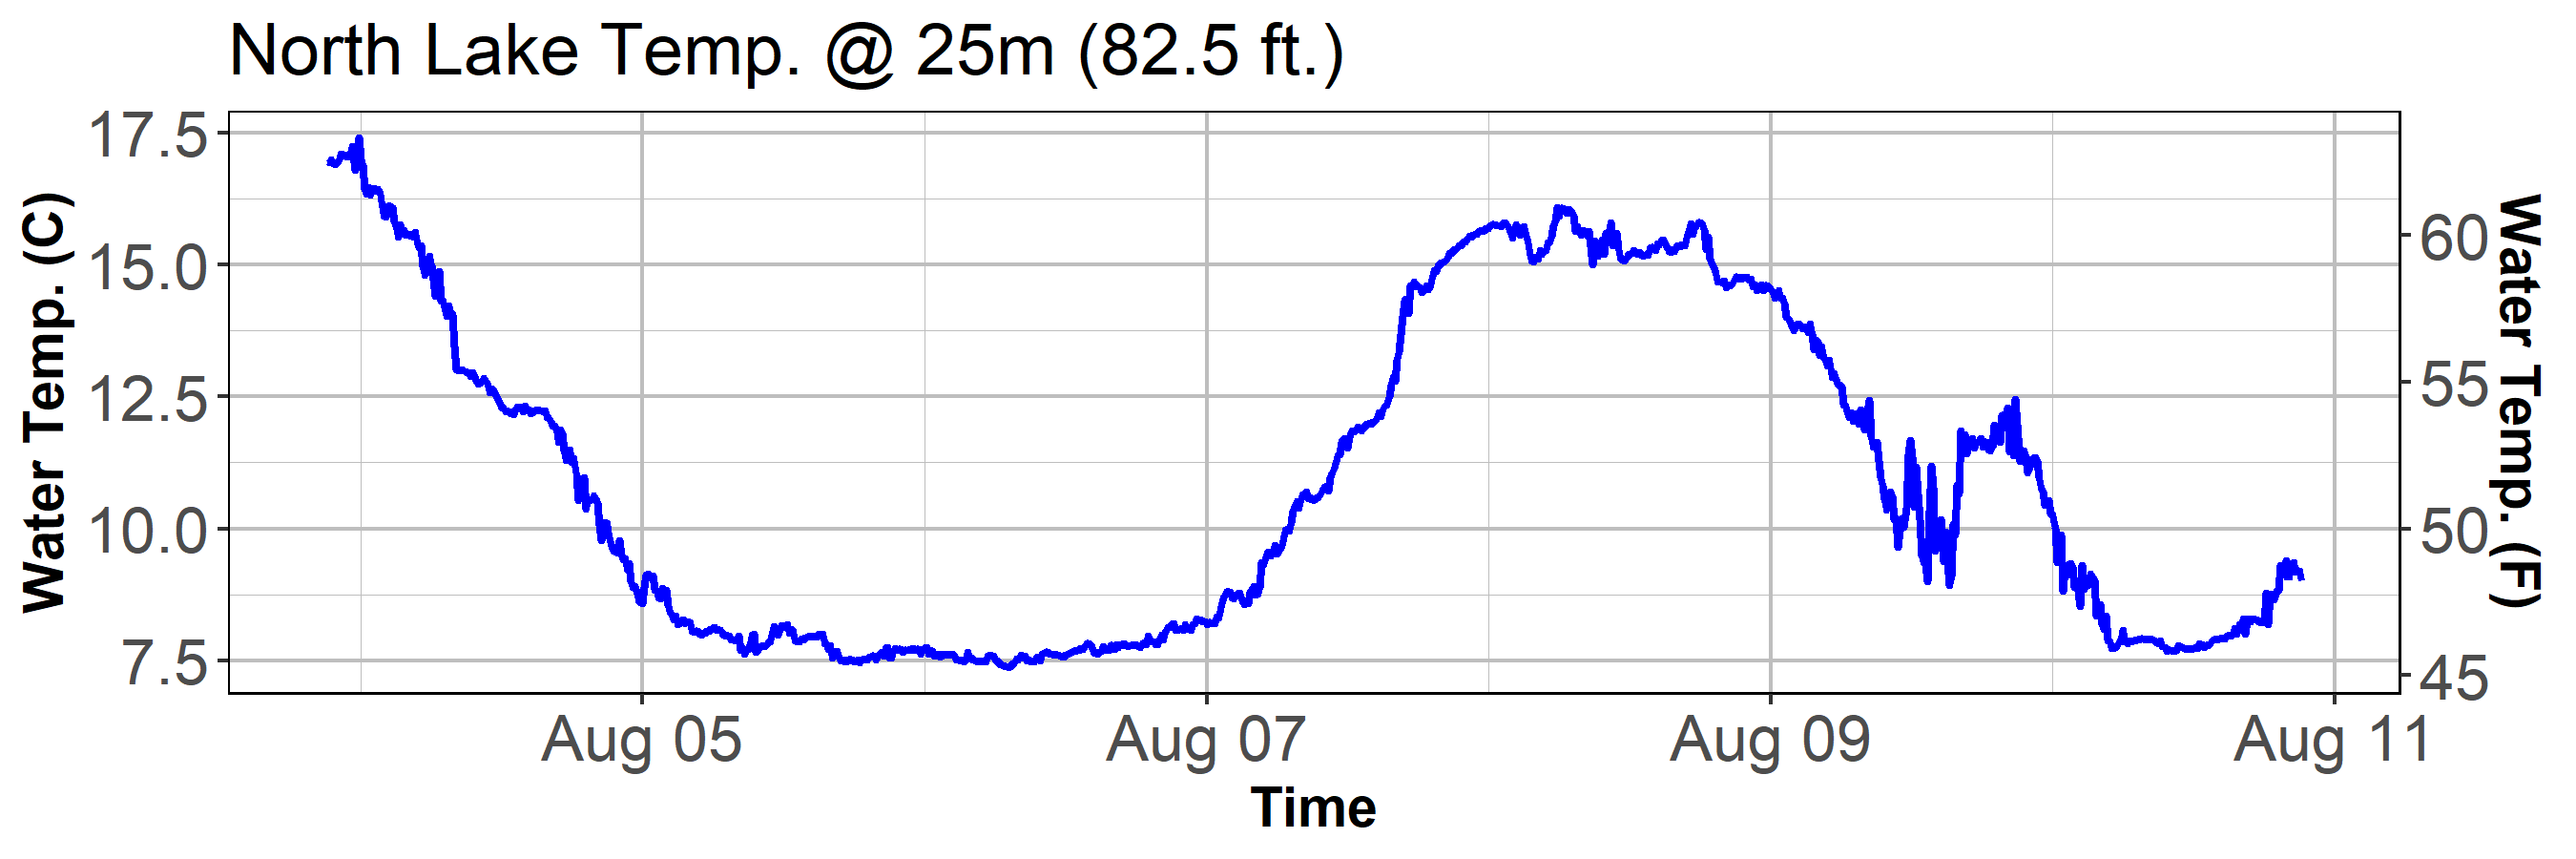 North Lake Temp. @ 25m (82.5 ft.)
Water Temp. (C)
17.5
15.0
12.5
10.0
7.5
Water Temp. (F)
60
55
50
45
Aug 05
Aug 07
Aug 09
Aug 11
Time